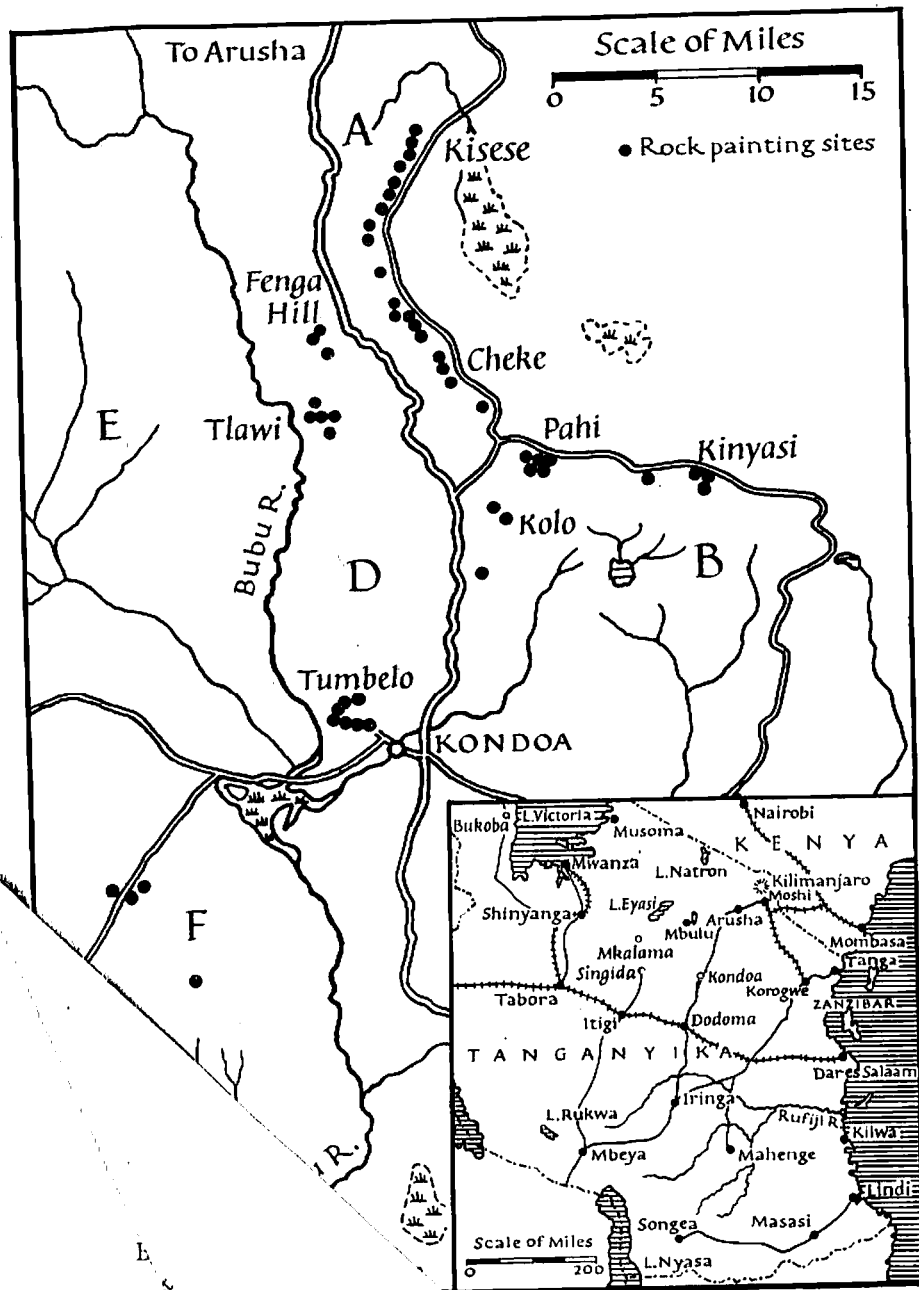 To Arusha
Scale of Miles
0 5 10 15
Rock painting sites
A
Kisese
Fenga
Hill
Cheke
E
Tlawi
Pahi
Kinyasi
Bubu R.
Kolo
D
B
Tumbelo
KONDOA
F
R.
Bukoba
L.Victoria
Musoma
Nairobi
KENYA
Mwanza
L.Natron
Kilimanjaro
Moshi
Shinyanga
L.Eyasi
Mbulu
Arusha
Mombasa
Mkalama
Singida
Kondoa
Korogwe
Tanga
ZANZIBAR
Tabora
Itigi
Dodoma
TANGANYIKA
Dar es Salaam
Iringa
L.Rukwa
Rufiji R.
Kilwa
Mbeya
Mahenge
Lindi
Songea
Masasi
Scale of Miles
0 200
L.Nyasa